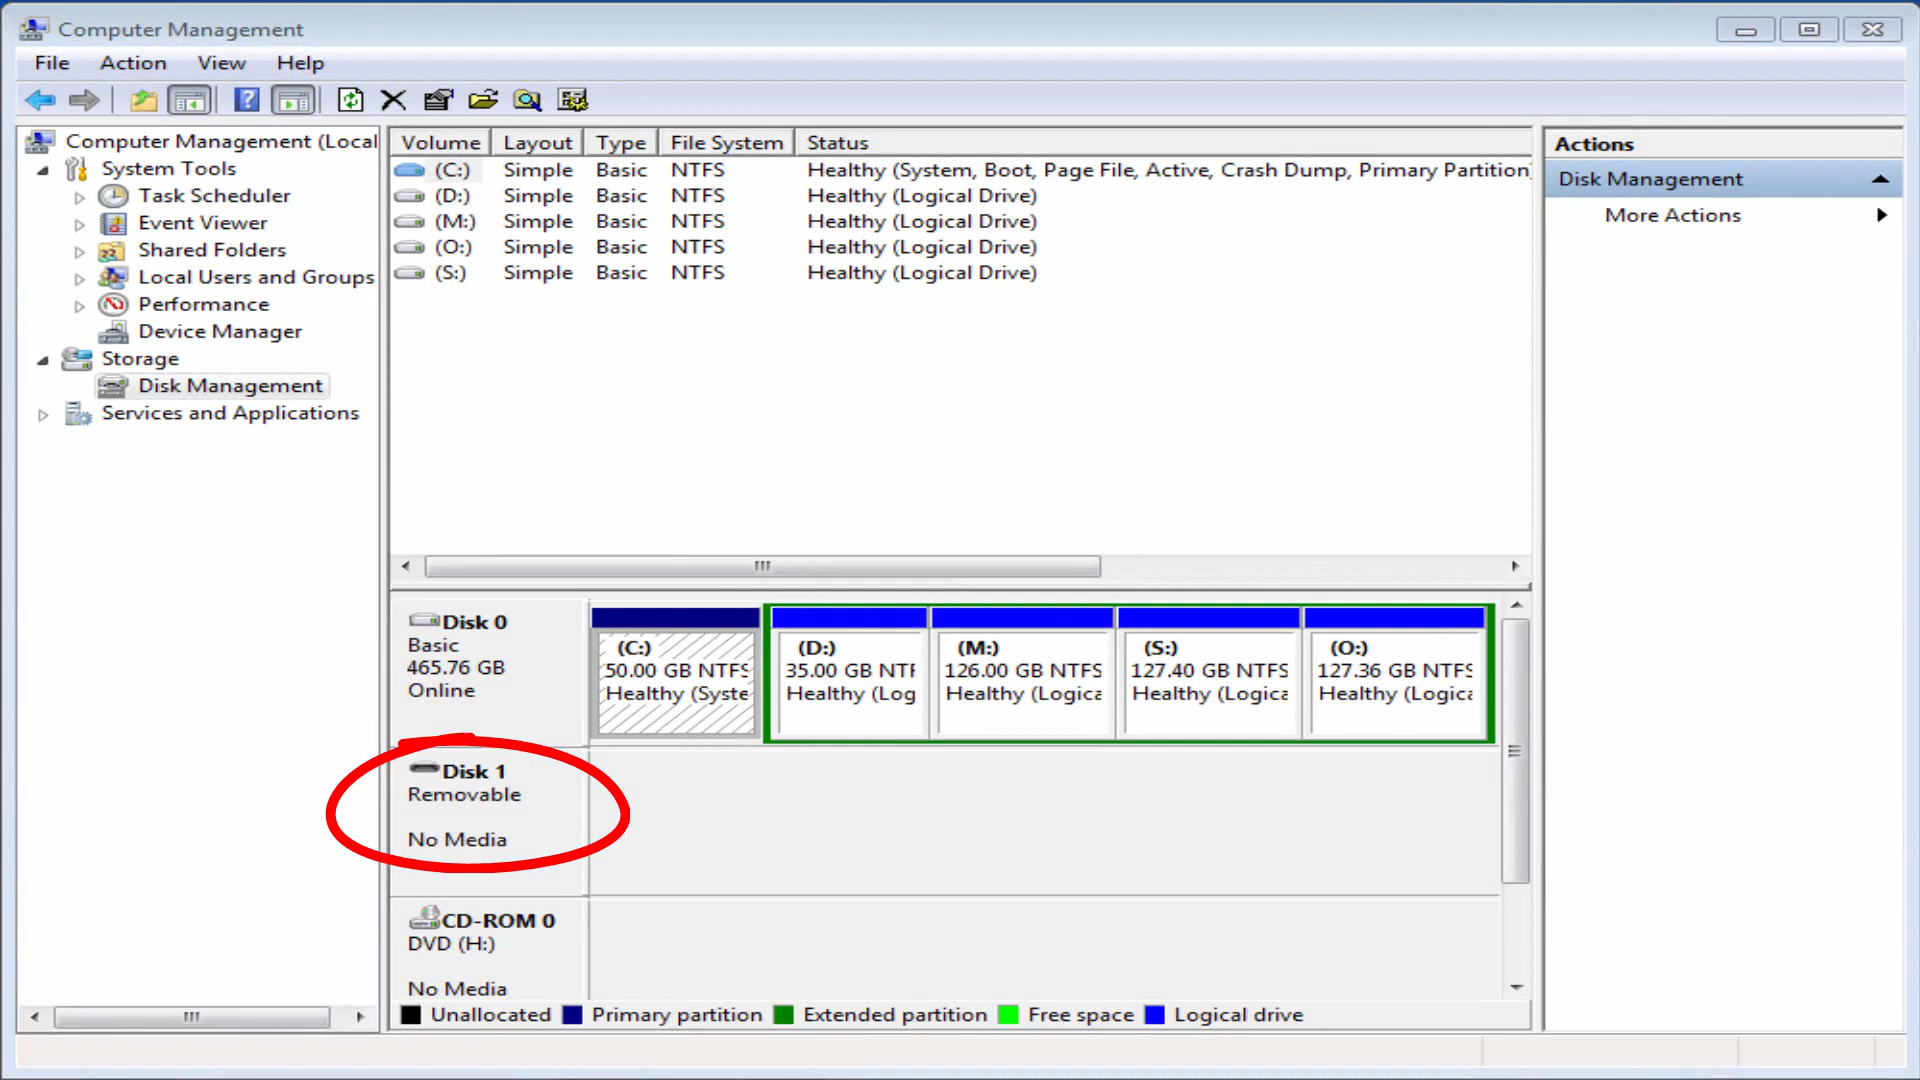 Computer Management
File Action View Help
Computer Management (Local
System Tools
Task Scheduler
Event Viewer
Shared Folders
Local Users and Groups
Performance
Device Manager
Storage
Disk Management
Services and Applications
Volume Layout Type File System Status
(C:) Simple Basic NTFS Healthy (System, Boot, Page File, Active, Crash Dump, Primary Partition)
(D:) Simple Basic NTFS Healthy (Logical Drive)
(M:) Simple Basic NTFS Healthy (Logical Drive)
(O:) Simple Basic NTFS Healthy (Logical Drive)
(S:) Simple Basic NTFS Healthy (Logical Drive)
Disk 0
Basic
465.76 GB
Online
(C:)
50.00 GB NTFS
Healthy (Syste
(D:)
35.00 GB NTF
Healthy (Log
(M:)
126.00 GB NTFS
Healthy (Logica
(S:)
127.40 GB NTFS
Healthy (Logica
(O:)
127.36 GB NTFS
Healthy (Logica
Disk 1
Removable
No Media
CD-ROM 0
DVD (H:)
No Media
Unallocated Primary partition Extended partition Free space Logical drive
Actions
Disk Management
More Actions